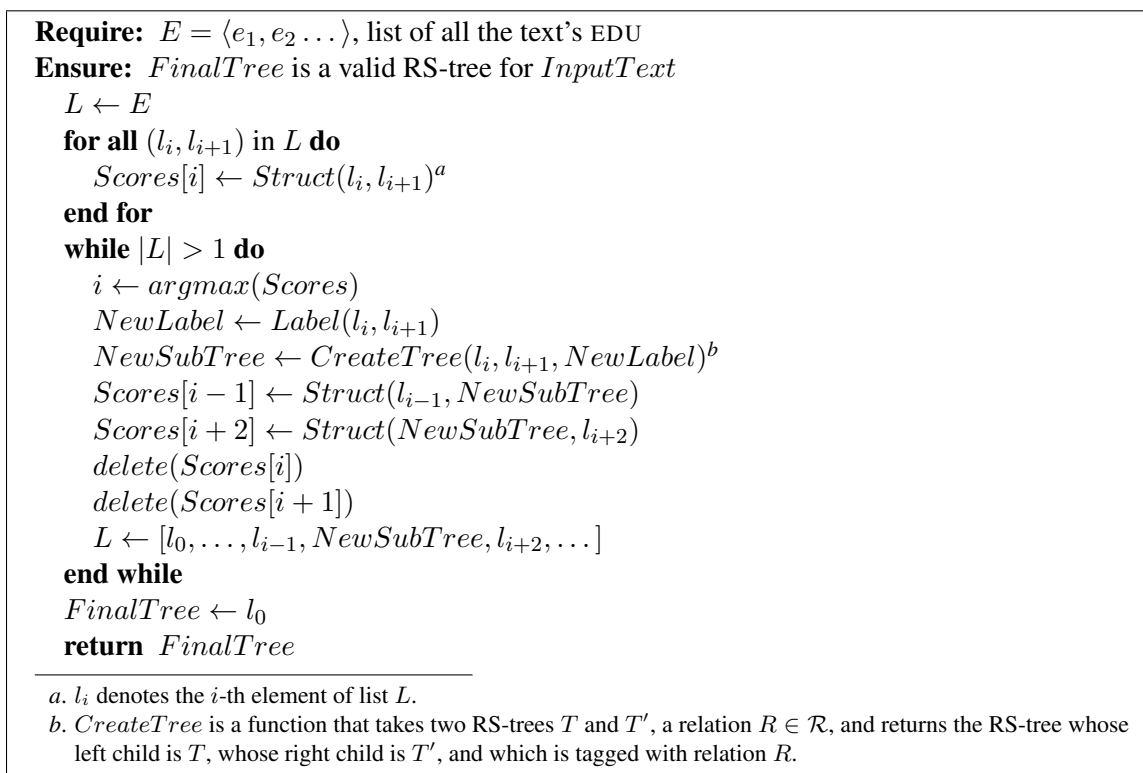 Require: E = ⟨e₁, e₂ …⟩, list of all the text's EDU
Ensure: FinalTree is a valid RS-tree for InputText
L ← E
for all (lᵢ, lᵢ₊₁) in L do
Scores[i] ← Struct(lᵢ, lᵢ₊₁)ᵃ
end for
while |L| > 1 do
i ← argmax(Scores)
NewLabel ← Label(lᵢ, lᵢ₊₁)
NewSubTree ← CreateTree(lᵢ, lᵢ₊₁, NewLabel)ᵇ
Scores[i − 1] ← Struct(lᵢ₋₁, NewSubTree)
Scores[i + 2] ← Struct(NewSubTree, lᵢ₊₂)
delete(Scores[i])
delete(Scores[i + 1])
L ← [l₀, …, lᵢ₋₁, NewSubTree, lᵢ₊₂, …]
end while
FinalTree ← l₀
return FinalTree
a. lᵢ denotes the i-th element of list L.
b. CreateTree is a function that takes two RS-trees T and T′, a relation R ∈ ℛ, and returns the RS-tree whose
left child is T, whose right child is T′, and which is tagged with relation R.